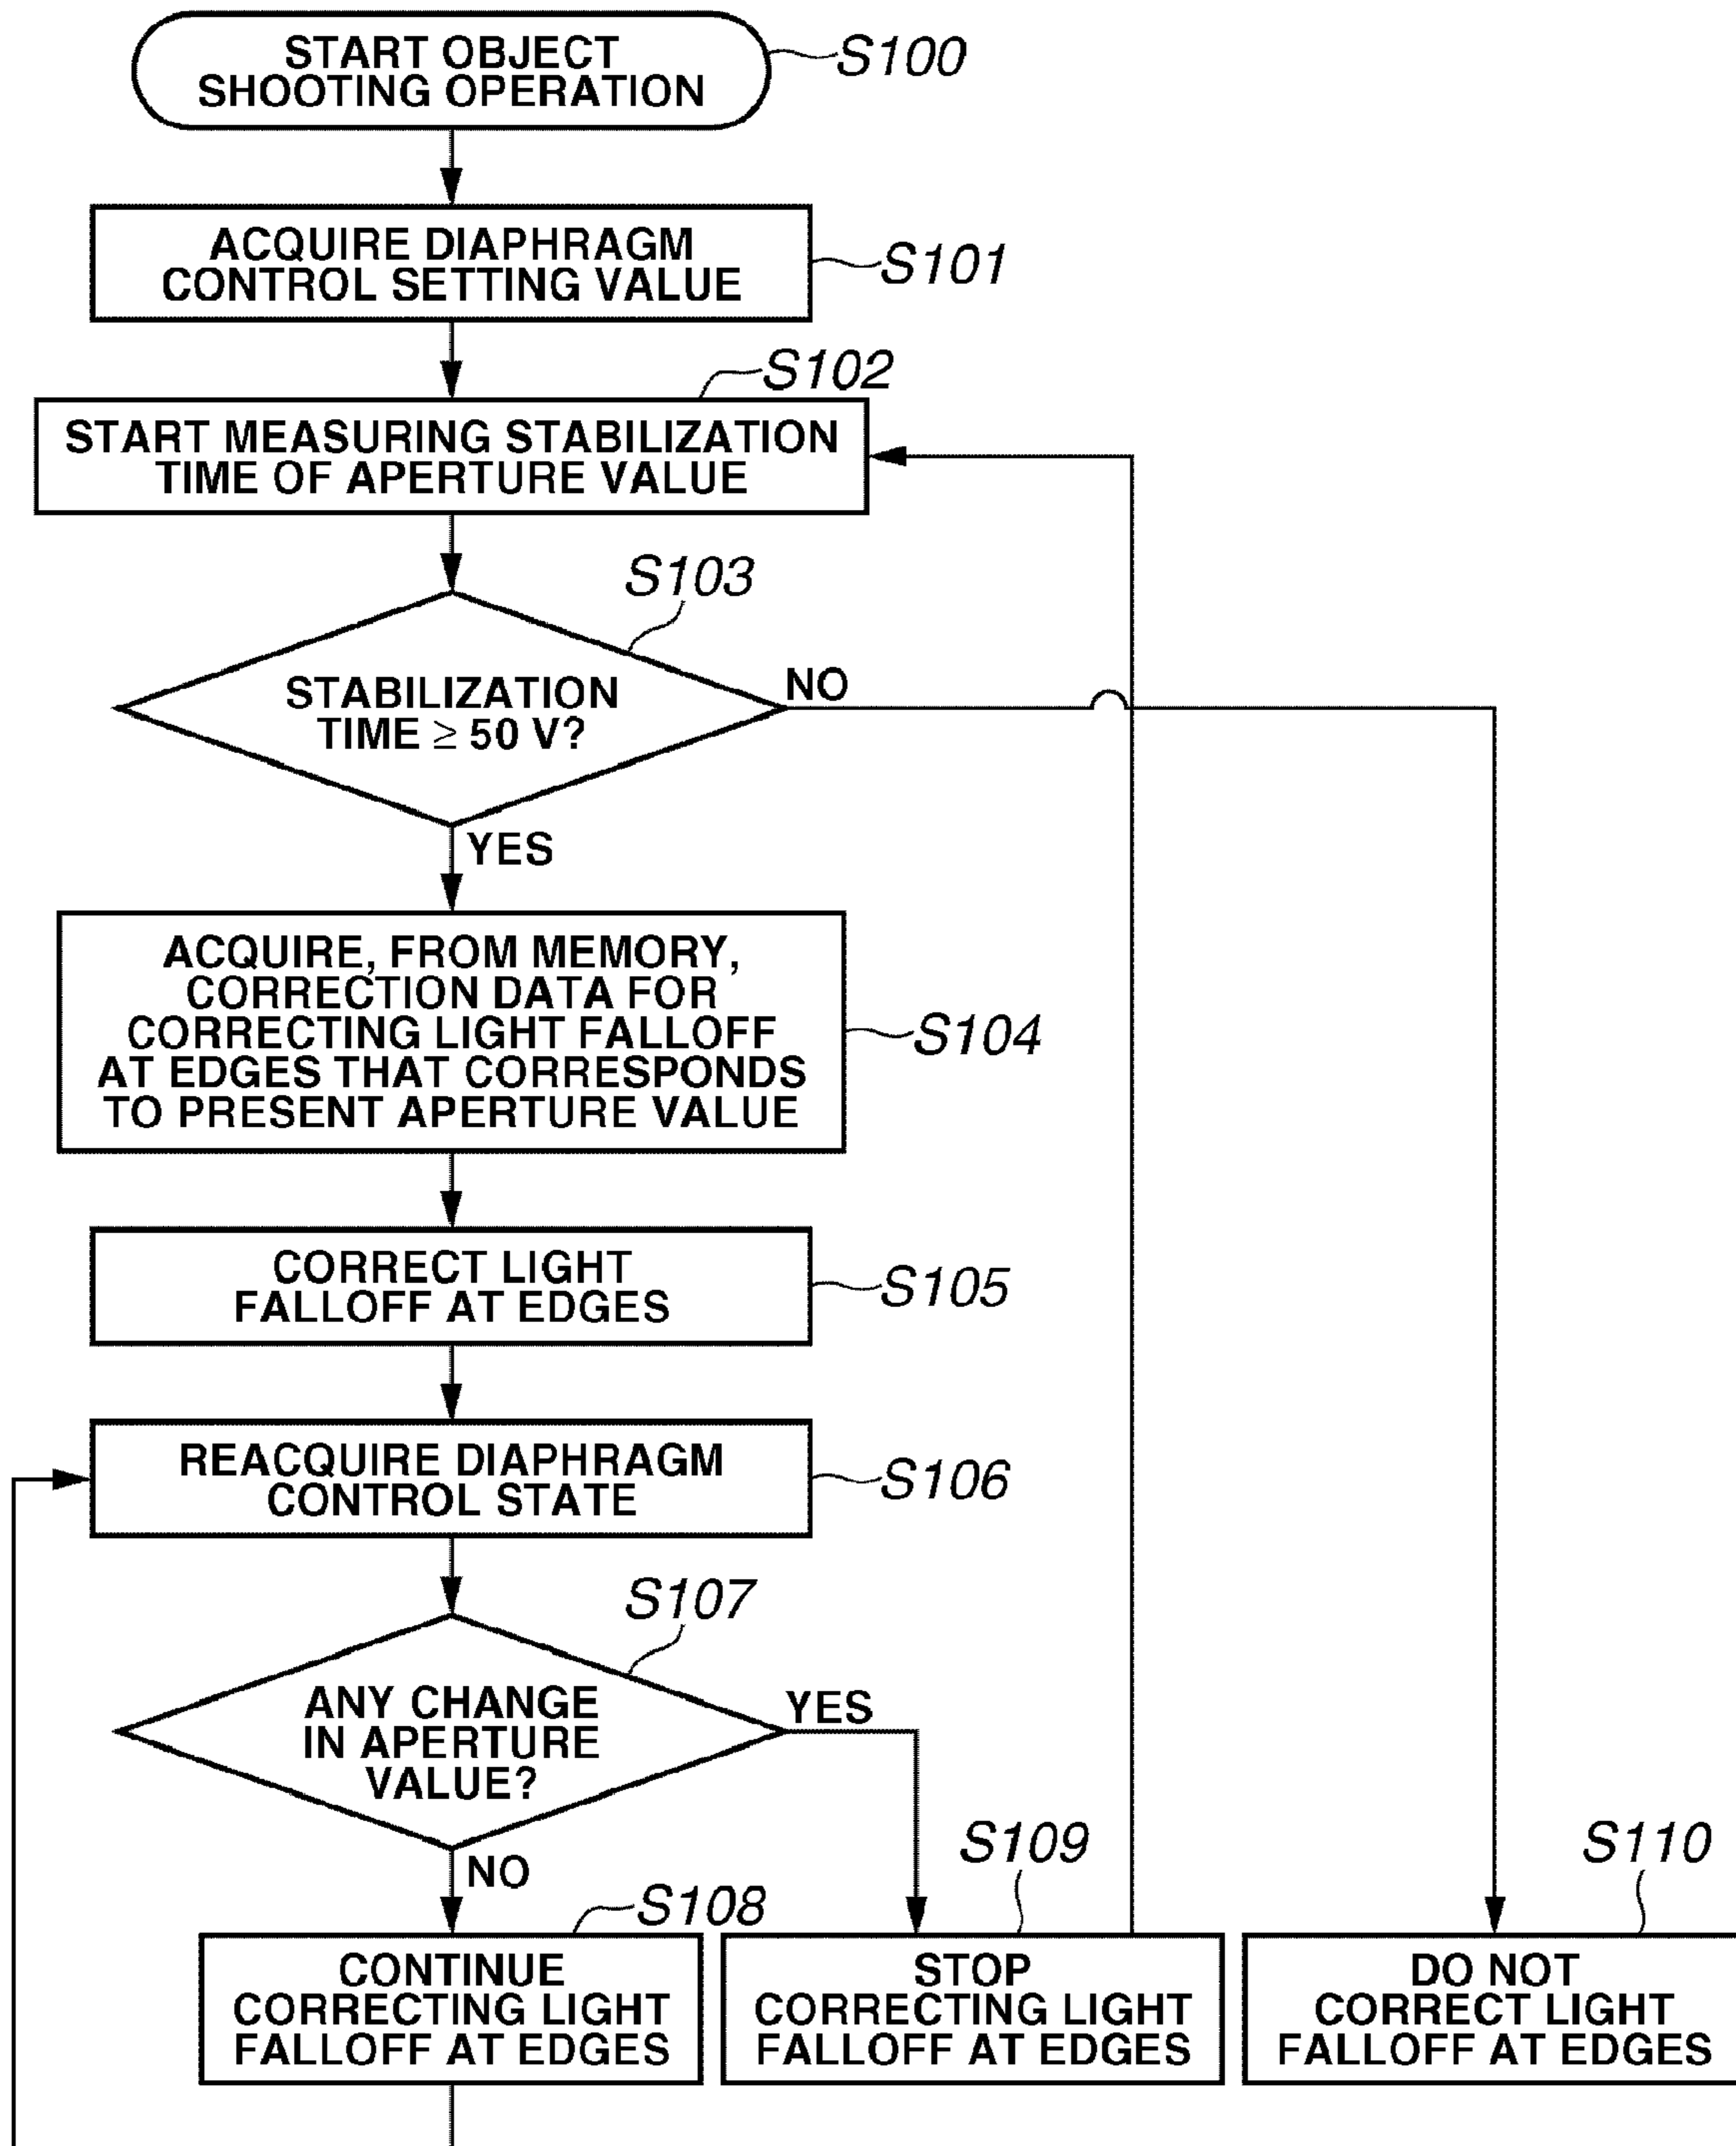 START OBJECT
SHOOTING OPERATION
S100
ACQUIRE DIAPHRAGM
CONTROL SETTING VALUE
S101
S102
START MEASURING STABILIZATION
TIME OF APERTURE VALUE
S103
STABILIZATION
TIME ≧ 50 V?
NO
YES
ACQUIRE, FROM MEMORY,
CORRECTION DATA FOR
CORRECTING LIGHT FALLOFF
AT EDGES THAT CORRESPONDS
TO PRESENT APERTURE VALUE
S104
CORRECT LIGHT
FALLOFF AT EDGES
S105
REACQUIRE DIAPHRAGM
CONTROL STATE
S106
S107
ANY CHANGE
IN APERTURE
VALUE?
YES
NO
S108
CONTINUE
CORRECTING LIGHT
FALLOFF AT EDGES
S109
STOP
CORRECTING LIGHT
FALLOFF AT EDGES
S110
DO NOT
CORRECT LIGHT
FALLOFF AT EDGES